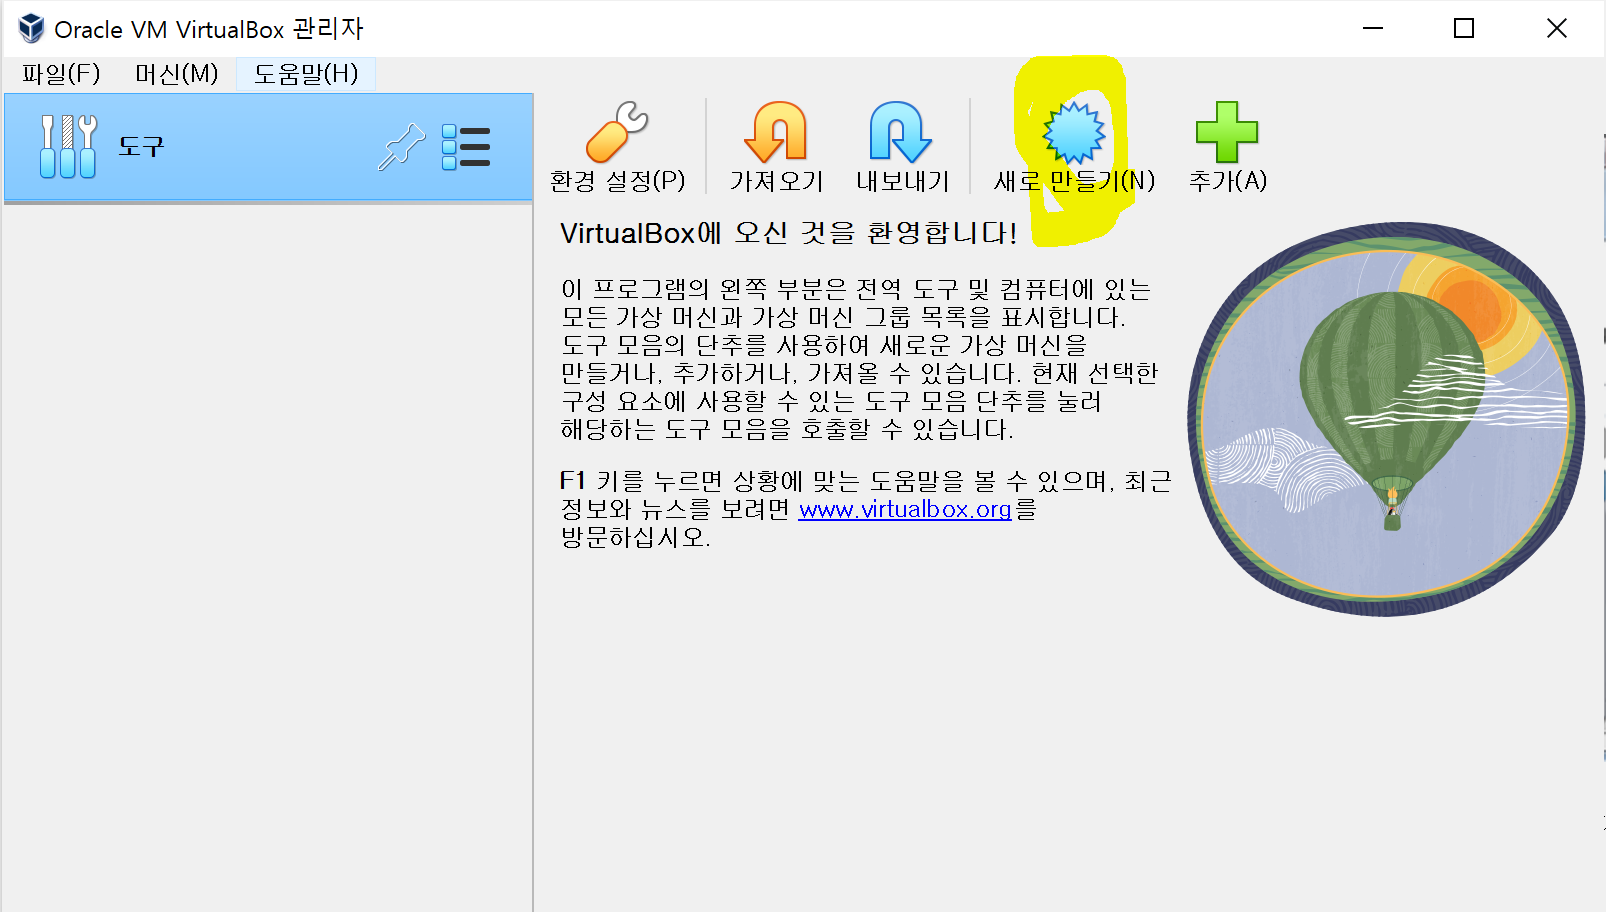 Oracle VM VirtualBox 관리자
파일(F) 머신(M) 도움말(H)
도구
환경 설정(P) 가져오기 내보내기 새로 만들기(N) 추가(A)
VirtualBox에 오신 것을 환영합니다!
이 프로그램의 왼쪽 부분은 전역 도구 및 컴퓨터에 있는
모든 가상 머신과 가상 머신 그룹 목록을 표시합니다.
도구 모음의 단추를 사용하여 새로운 가상 머신을
만들거나, 추가하거나, 가져올 수 있습니다. 현재 선택한
구성 요소에 사용할 수 있는 도구 모음 단추를 눌러
해당하는 도구 모음을 호출할 수 있습니다.
F1 키를 누르면 상황에 맞는 도움말을 볼 수 있으며, 최근
정보와 뉴스를 보려면 www.virtualbox.org를
방문하십시오.